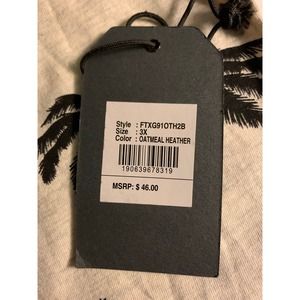 Style : FTXG91OTH2B
Size : 3X
Color : OATMEAL HEATHER
190639678319
MSRP: $ 46.00